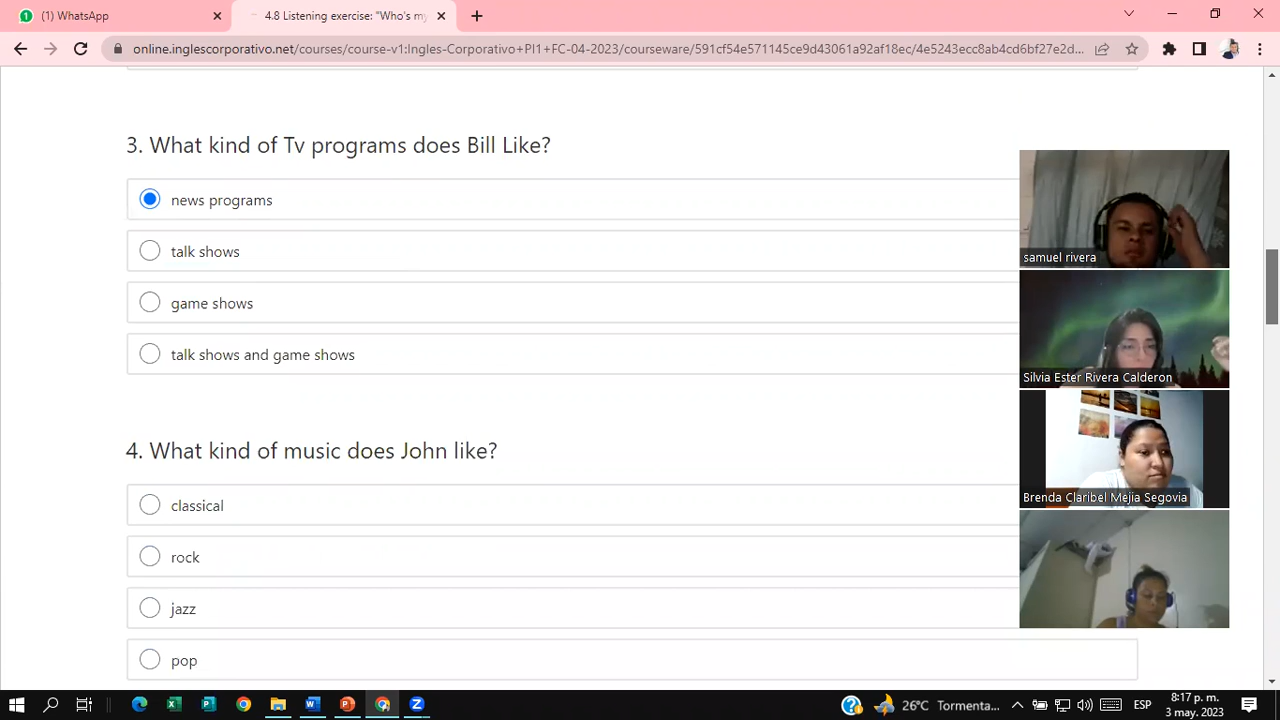 (1) WhatsApp
4.8 Listening exercise: "Who's my
online.inglescorporativo.net/courses/course-v1:Ingles-Corporativo+PI1+FC-04-2023/courseware/591cf54e571145ce9d43061a92af18ec/4e5243ecc8ab4cd6bf27e2d...
3. What kind of Tv programs does Bill Like?
news programs
talk shows
game shows
talk shows and game shows
4. What kind of music does John like?
classical
rock
jazz
pop
samuel rivera
Silvia Ester Rivera Calderon
Brenda Claribel Mejia Segovia
26°C Tormenta...
ESP
8:17 p. m.
3 may. 2023